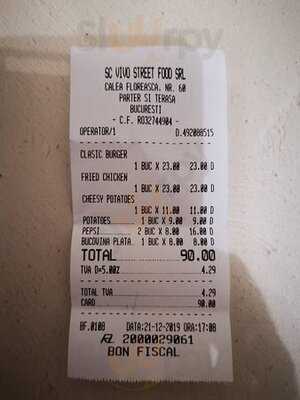 Sluurpy
SC VIVO STREET FOOD SRL
CALEA FLOREASCA. NR. 60
PARTER SI TERASA
BUCURESTI
- C.F. RO32744904 -
OPERATOR/1 D.492088515
CLASIC BURGER
1 BUC X 23.00 23.00 D
FRIED CHICKEN
1 BUC X 23.00 23.00 D
CHEESY POTATOES
1 BUC X 11.00 11.00 D
POTATOES 1 BUC X 9.00 9.00 D
PEPSI 2 BUC X 8.00 16.00 D
BUCOVINA PLATA. 1 BUC X 8.00 8.00 D
TOTAL 90.00
TVA D=5.00% 4.29
TOTAL TVA 4.29
CARD 90.00
BF.0108 DATA:21-12-2019 ORA:17:08
2000029061
BON FISCAL